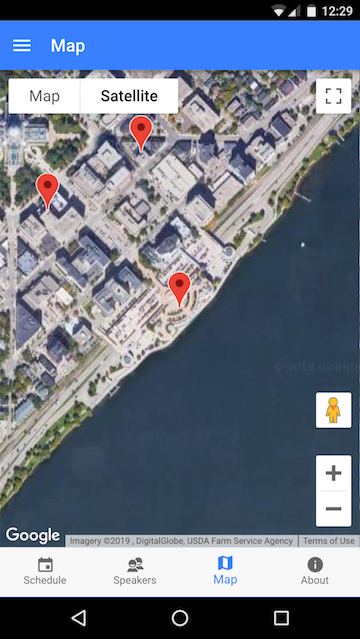 12:29
Map
Map Satellite
©2018 Google
Google
Imagery ©2019 , DigitalGlobe, USDA Farm Service Agency Terms of Use
Schedule Speakers Map About